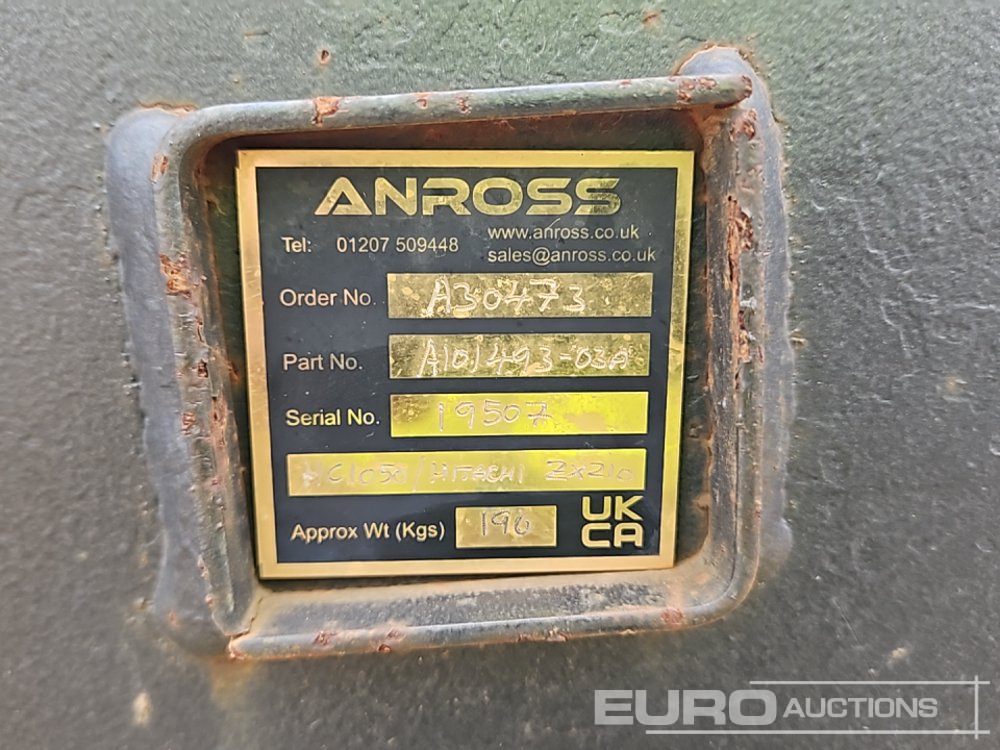 ANROSS
Tel: 01207 509448
www.anross.co.uk
sales@anross.co.uk
Order No. A30473
Part No. A101493-03A
Serial No. 19507
HC1050/HITACHI ZX210
Approx Wt (Kgs) 196
UK
CA
EURO AUCTIONS